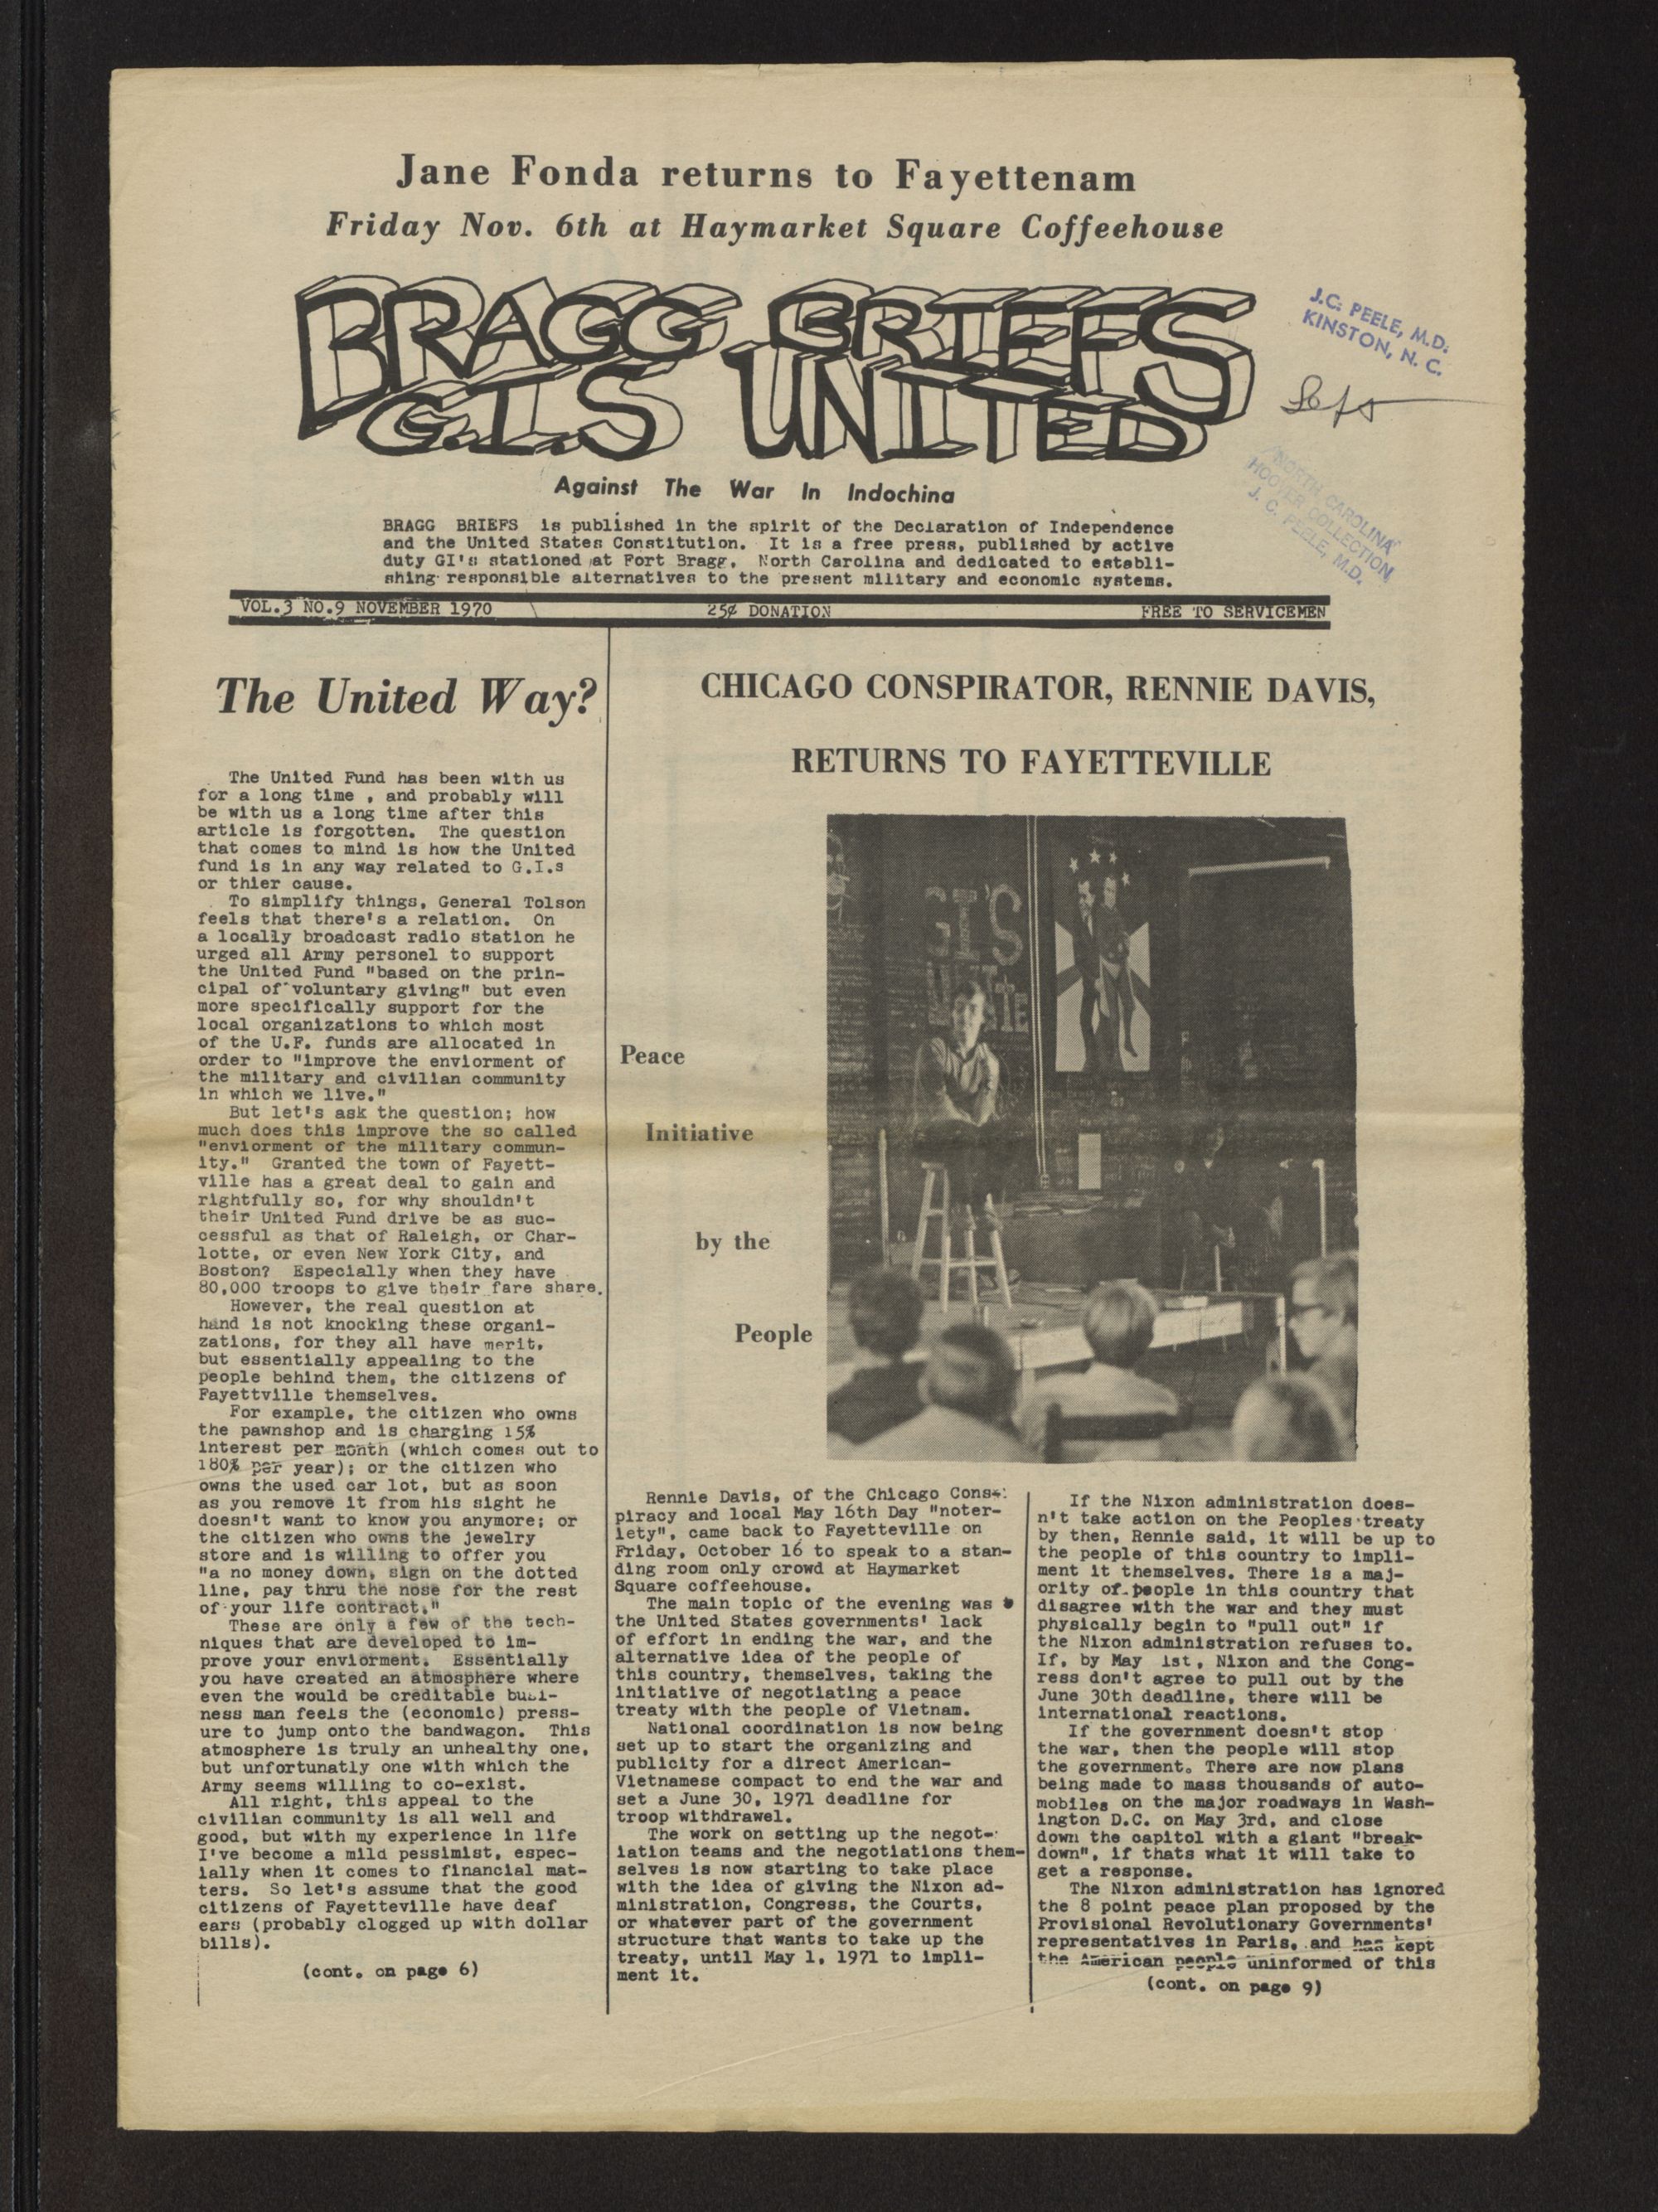 Jane Fonda returns to Fayettenam
Friday Nov. 6th at Haymarket Square Coffeehouse
BRAGG BRIEFS
G.I.S UNITED
Against The War In Indochina
J.C. PEELE, M.D.
KINSTON, N. C.
NORTH CAROLINA
HOOVER COLLECTION
J. C. PEELE, M.D.
BRAGG BRIEFS is published in the spirit of the Declaration of Independence
and the United States Constitution. It is a free press, published by active
duty GI's stationed at Fort Bragg, North Carolina and dedicated to establi-
shing responsible alternatives to the present military and economic systems.
VOL.3 NO.9 NOVEMBER 1970 25¢ DONATION FREE TO SERVICEMEN
The United Way?
The United Fund has been with us
for a long time , and probably will
be with us a long time after this
article is forgotten. The question
that comes to mind is how the United
fund is in any way related to G.I.s
or thier cause.
To simplify things, General Tolson
feels that there's a relation. On
a locally broadcast radio station he
urged all Army personel to support
the United Fund "based on the prin-
cipal of voluntary giving" but even
more specifically support for the
local organizations to which most
of the U.F. funds are allocated in
order to "improve the enviorment of
the military and civilian community
in which we live."
But let's ask the question; how
much does this improve the so called
"enviorment of the military commun-
ity." Granted the town of Fayett-
ville has a great deal to gain and
rightfully so, for why shouldn't
their United Fund drive be as suc-
cessful as that of Raleigh, or Char-
lotte, or even New York City, and
Boston? Especially when they have
80,000 troops to give their fare share.
However, the real question at
hand is not knocking these organi-
zations, for they all have merit,
but essentially appealing to the
people behind them, the citizens of
Fayettville themselves.
For example, the citizen who owns
the pawnshop and is charging 15%
interest per month (which comes out to
180% per year); or the citizen who
owns the used car lot, but as soon
as you remove it from his sight he
doesn't want to know you anymore; or
the citizen who owns the jewelry
store and is willing to offer you
"a no money down, sign on the dotted
line, pay thru the nose for the rest
of your life contract."
These are only a few of the tech-
niques that are developed to im-
prove your enviorment. Essentially
you have created an atmosphere where
even the would be creditable busi-
ness man feels the (economic) press-
ure to jump onto the bandwagon. This
atmosphere is truly an unhealthy one,
but unfortunatly one with which the
Army seems willing to co-exist.
All right, this appeal to the
civilian community is all well and
good, but with my experience in life
I've become a mild pessimist, espec-
ially when it comes to financial mat-
ters. So let's assume that the good
citizens of Fayetteville have deaf
ears (probably clogged up with dollar
bills).
(cont. on page 6)
CHICAGO CONSPIRATOR, RENNIE DAVIS,
RETURNS TO FAYETTEVILLE
Peace
Initiative
by the
People
GI'S
UNITE
Rennie Davis, of the Chicago Cons-
piracy and local May 16th Day "noter-
iety", came back to Fayetteville on
Friday, October 16 to speak to a stan-
ding room only crowd at Haymarket
Square coffeehouse.
The main topic of the evening was
the United States governments' lack
of effort in ending the war, and the
alternative idea of the people of
this country, themselves, taking the
initiative of negotiating a peace
treaty with the people of Vietnam.
National coordination is now being
set up to start the organizing and
publicity for a direct American-
Vietnamese compact to end the war and
set a June 30, 1971 deadline for
troop withdrawel.
The work on setting up the negot-
iation teams and the negotiations them-
selves is now starting to take place
with the idea of giving the Nixon ad-
ministration, Congress, the Courts,
or whatever part of the government
structure that wants to take up the
treaty, until May 1, 1971 to impli-
ment it.
If the Nixon administration does-
n't take action on the Peoples treaty
by then, Rennie said, it will be up to
the people of this country to impli-
ment it themselves. There is a maj-
ority of people in this country that
disagree with the war and they must
physically begin to "pull out" if
the Nixon administration refuses to.
If, by May 1st, Nixon and the Cong-
ress don't agree to pull out by the
June 30th deadline, there will be
international reactions.
If the government doesn't stop
the war, then the people will stop
the government. There are now plans
being made to mass thousands of auto-
mobiles on the major roadways in Wash-
ington D.C. on May 3rd, and close
down the capitol with a giant "break-
down", if thats what it will take to
get a response.
The Nixon administration has ignored
the 8 point peace plan proposed by the
Provisional Revolutionary Governments'
representatives in Paris, and has kept
the American people uninformed of this
(cont. on page 9)